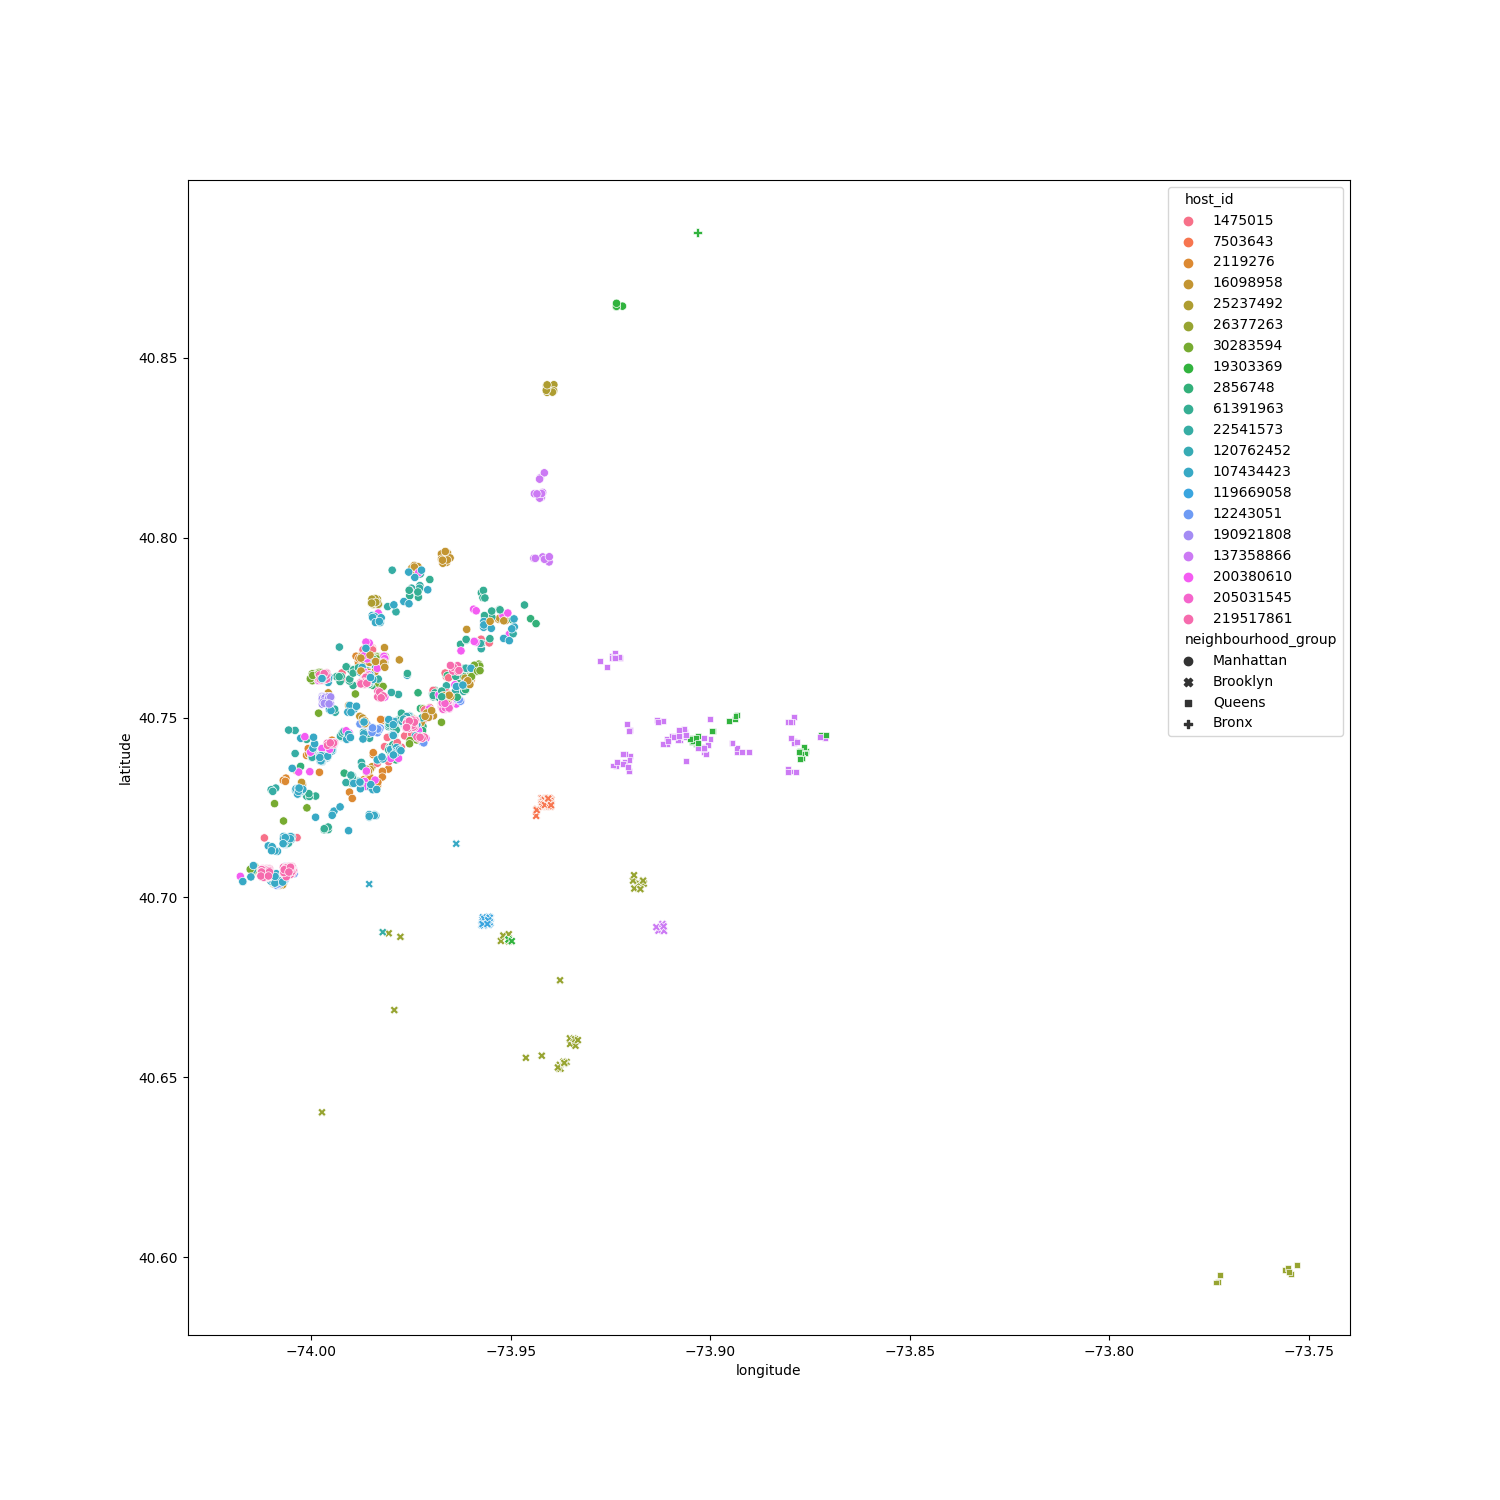 host_id
1475015
7503643
2119276
16098958
25237492
26377263
30283594
19303369
2856748
61391963
22541573
120762452
107434423
119669058
12243051
190921808
137358866
200380610
205031545
219517861
neighbourhood_group
Manhattan
Brooklyn
Queens
Bronx
40.85
40.80
40.75
40.70
40.65
40.60
latitude
−74.00 −73.95 −73.90 −73.85 −73.80 −73.75
longitude